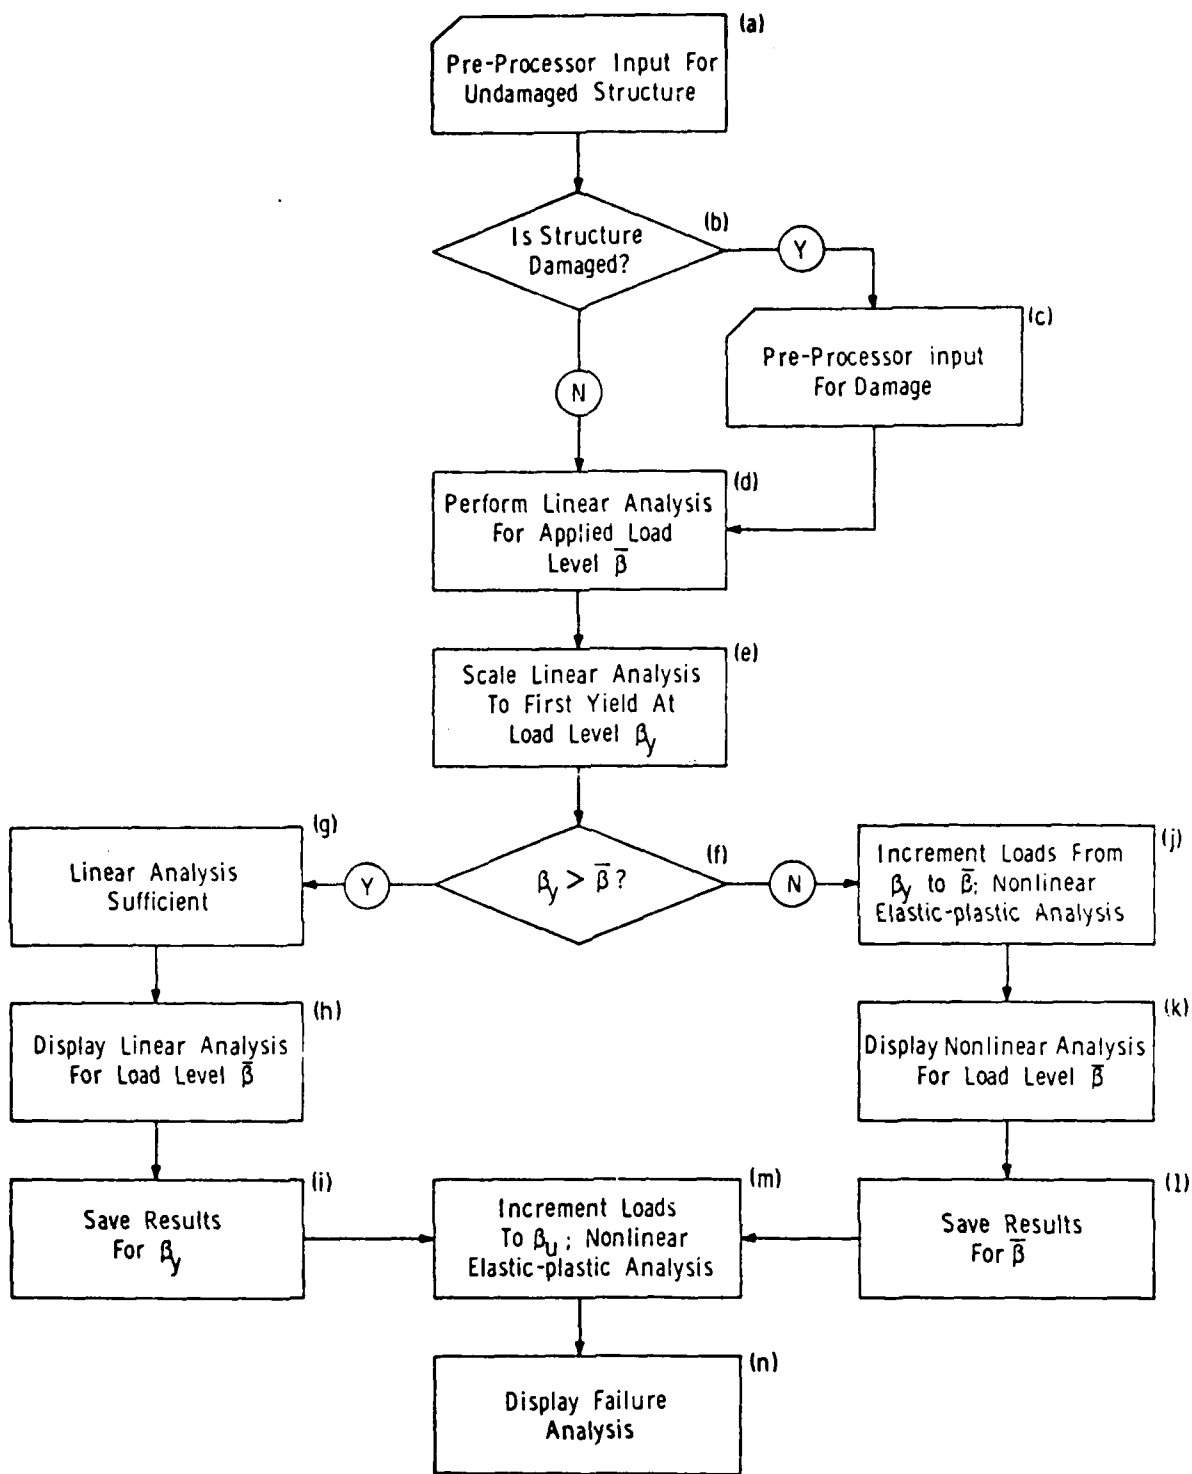 (a)
Pre-Processor Input For
Undamaged Structure
(b)
Is Structure
Damaged?
Y
N
(c)
Pre-Processor input
For Damage
(d)
Perform Linear Analysis
For Applied Load
Level β̅
(e)
Scale Linear Analysis
To First Yield At
Load Level βy
(f)
βy > β̅ ?
Y
N
(g)
Linear Analysis
Sufficient
(j)
Increment Loads From
βy to β̅; Nonlinear
Elastic-plastic Analysis
(h)
Display Linear Analysis
For Load Level β̅
(k)
Display Nonlinear Analysis
For Load Level β̅
(i)
Save Results
For βy
(m)
Increment Loads
To βu; Nonlinear
Elastic-plastic Analysis
(l)
Save Results
For β̅
(n)
Display Failure
Analysis